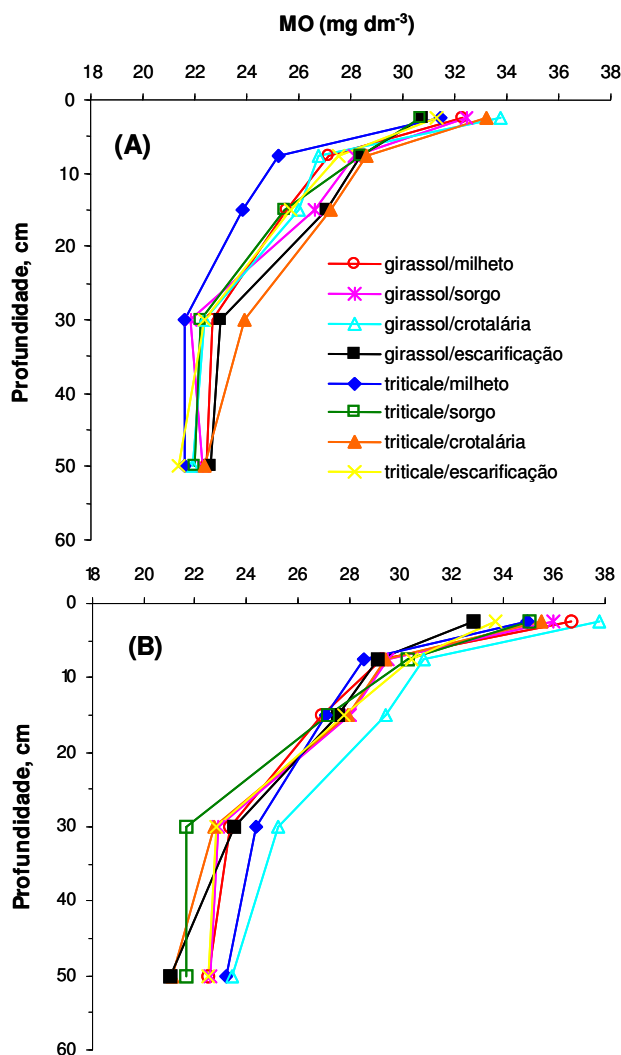 MO (mg dm-3)
18 20 22 24 26 28 30 32 34 36 38
0
(A)
10
20
30
40
50
60
Profundidade, cm
girassol/milheto
girassol/sorgo
girassol/crotalária
girassol/escarificação
triticale/milheto
triticale/sorgo
triticale/crotalária
triticale/escarificação
18 20 22 24 26 28 30 32 34 36 38
0
(B)
10
20
30
40
50
60
Profundidade, cm